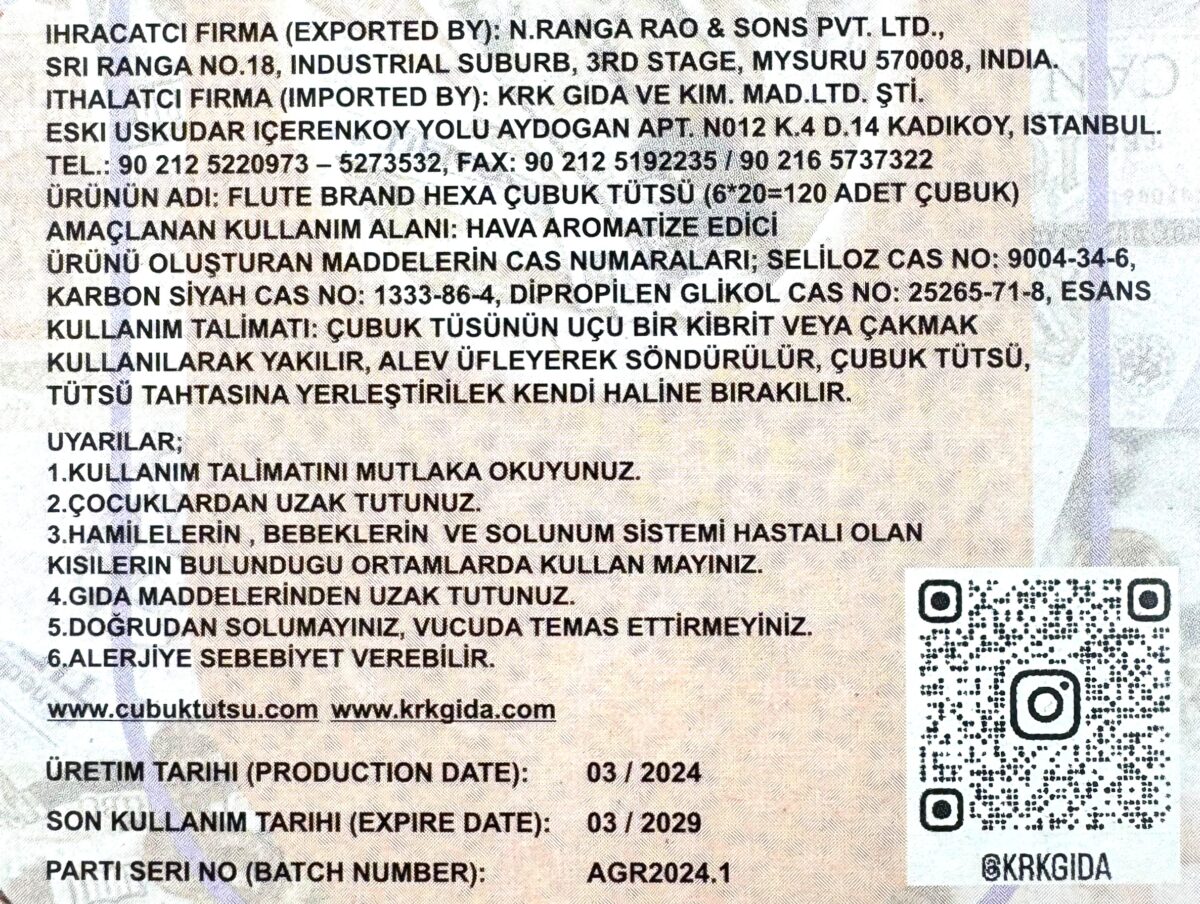 IHRACATCI FIRMA (EXPORTED BY): N.RANGA RAO & SONS PVT. LTD.,
SRI RANGA NO.18, INDUSTRIAL SUBURB, 3RD STAGE, MYSURU 570008, INDIA.
ITHALATCI FIRMA (IMPORTED BY): KRK GIDA VE KIM. MAD.LTD. ŞTİ.
ESKI USKUDAR IÇERENKOY YOLU AYDOGAN APT. N012 K.4 D.14 KADIKOY, ISTANBUL.
TEL.: 90 212 5220973 – 5273532, FAX: 90 212 5192235 / 90 216 5737322
ÜRÜNÜN ADI: FLUTE BRAND HEXA ÇUBUK TÜTSÜ (6*20=120 ADET ÇUBUK)
AMAÇLANAN KULLANIM ALANI: HAVA AROMATİZE EDİCİ
ÜRÜNÜ OLUŞTURAN MADDELERİN CAS NUMARALARI; SELİLOZ CAS NO: 9004-34-6,
KARBON SİYAH CAS NO: 1333-86-4, DİPROPİLEN GLİKOL CAS NO: 25265-71-8, ESANS
KULLANIM TALİMATI: ÇUBUK TÜSÜNÜN UÇU BİR KİBRİT VEYA ÇAKMAK
KULLANILARAK YAKILIR, ALEV ÜFLEYEREK SÖNDÜRÜLÜR, ÇUBUK TÜTSÜ,
TÜTSÜ TAHTASINA YERLEŞTİRİLEK KENDİ HALİNE BIRAKILIR.
UYARILAR;
1.KULLANIM TALİMATINI MUTLAKA OKUYUNUZ.
2.ÇOCUKLARDAN UZAK TUTUNUZ.
3.HAMİLELERİN , BEBEKLERİN VE SOLUNUM SİSTEMİ HASTALI OLAN
KISILERIN BULUNDUGU ORTAMLARDA KULLAN MAYINIZ.
4.GIDA MADDELERİNDEN UZAK TUTUNUZ.
5.DOĞRUDAN SOLUMAYINIZ, VUCUDA TEMAS ETTİRMEYİNİZ.
6.ALERJİYE SEBEBİYET VEREBİLİR.
www.cubuktutsu.com www.krkgida.com
ÜRETIM TARIHI (PRODUCTION DATE): 03 / 2024
SON KULLANIM TARIHI (EXPIRE DATE): 03 / 2029
PARTI SERI NO (BATCH NUMBER): AGR2024.1
@KRKGIDA